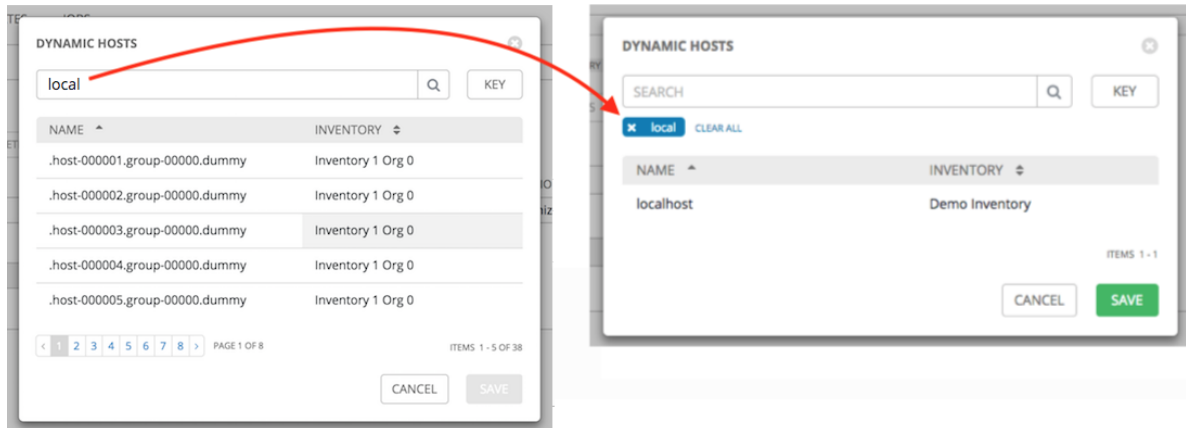 DYNAMIC HOSTS
local
KEY
NAME INVENTORY
.host-000001.group-00000.dummy Inventory 1 Org 0
.host-000002.group-00000.dummy Inventory 1 Org 0
.host-000003.group-00000.dummy Inventory 1 Org 0
.host-000004.group-00000.dummy Inventory 1 Org 0
.host-000005.group-00000.dummy Inventory 1 Org 0
< 1 2 3 4 5 6 7 8 > PAGE 1 OF 8 ITEMS 1 - 5 OF 38
CANCEL SAVE
DYNAMIC HOSTS
SEARCH KEY
local CLEAR ALL
NAME INVENTORY
localhost Demo Inventory
ITEMS 1 - 1
CANCEL SAVE